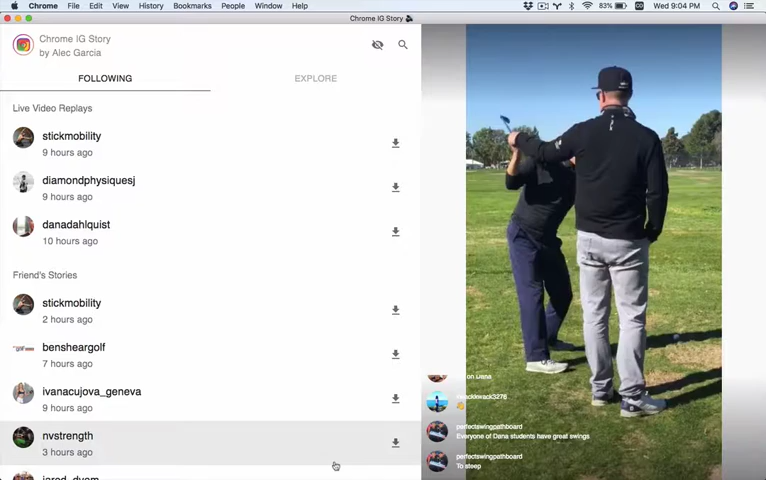 Chrome File Edit View History Bookmarks People Window Help
83% Wed 9:04 PM
Chrome IG Story
Chrome IG Story
by Alec Garcia
FOLLOWING EXPLORE
Live Video Replays
stickmobility
9 hours ago
diamondphysiquesj
9 hours ago
danadahlquist
10 hours ago
Friend's Stories
stickmobility
2 hours ago
bensheargolf
7 hours ago
ivanacujova_geneva
9 hours ago
nvstrength
3 hours ago
on Dana
perfectswingpathboard
Everyone of Dana students have great swings
perfectswingpathboard
To steep